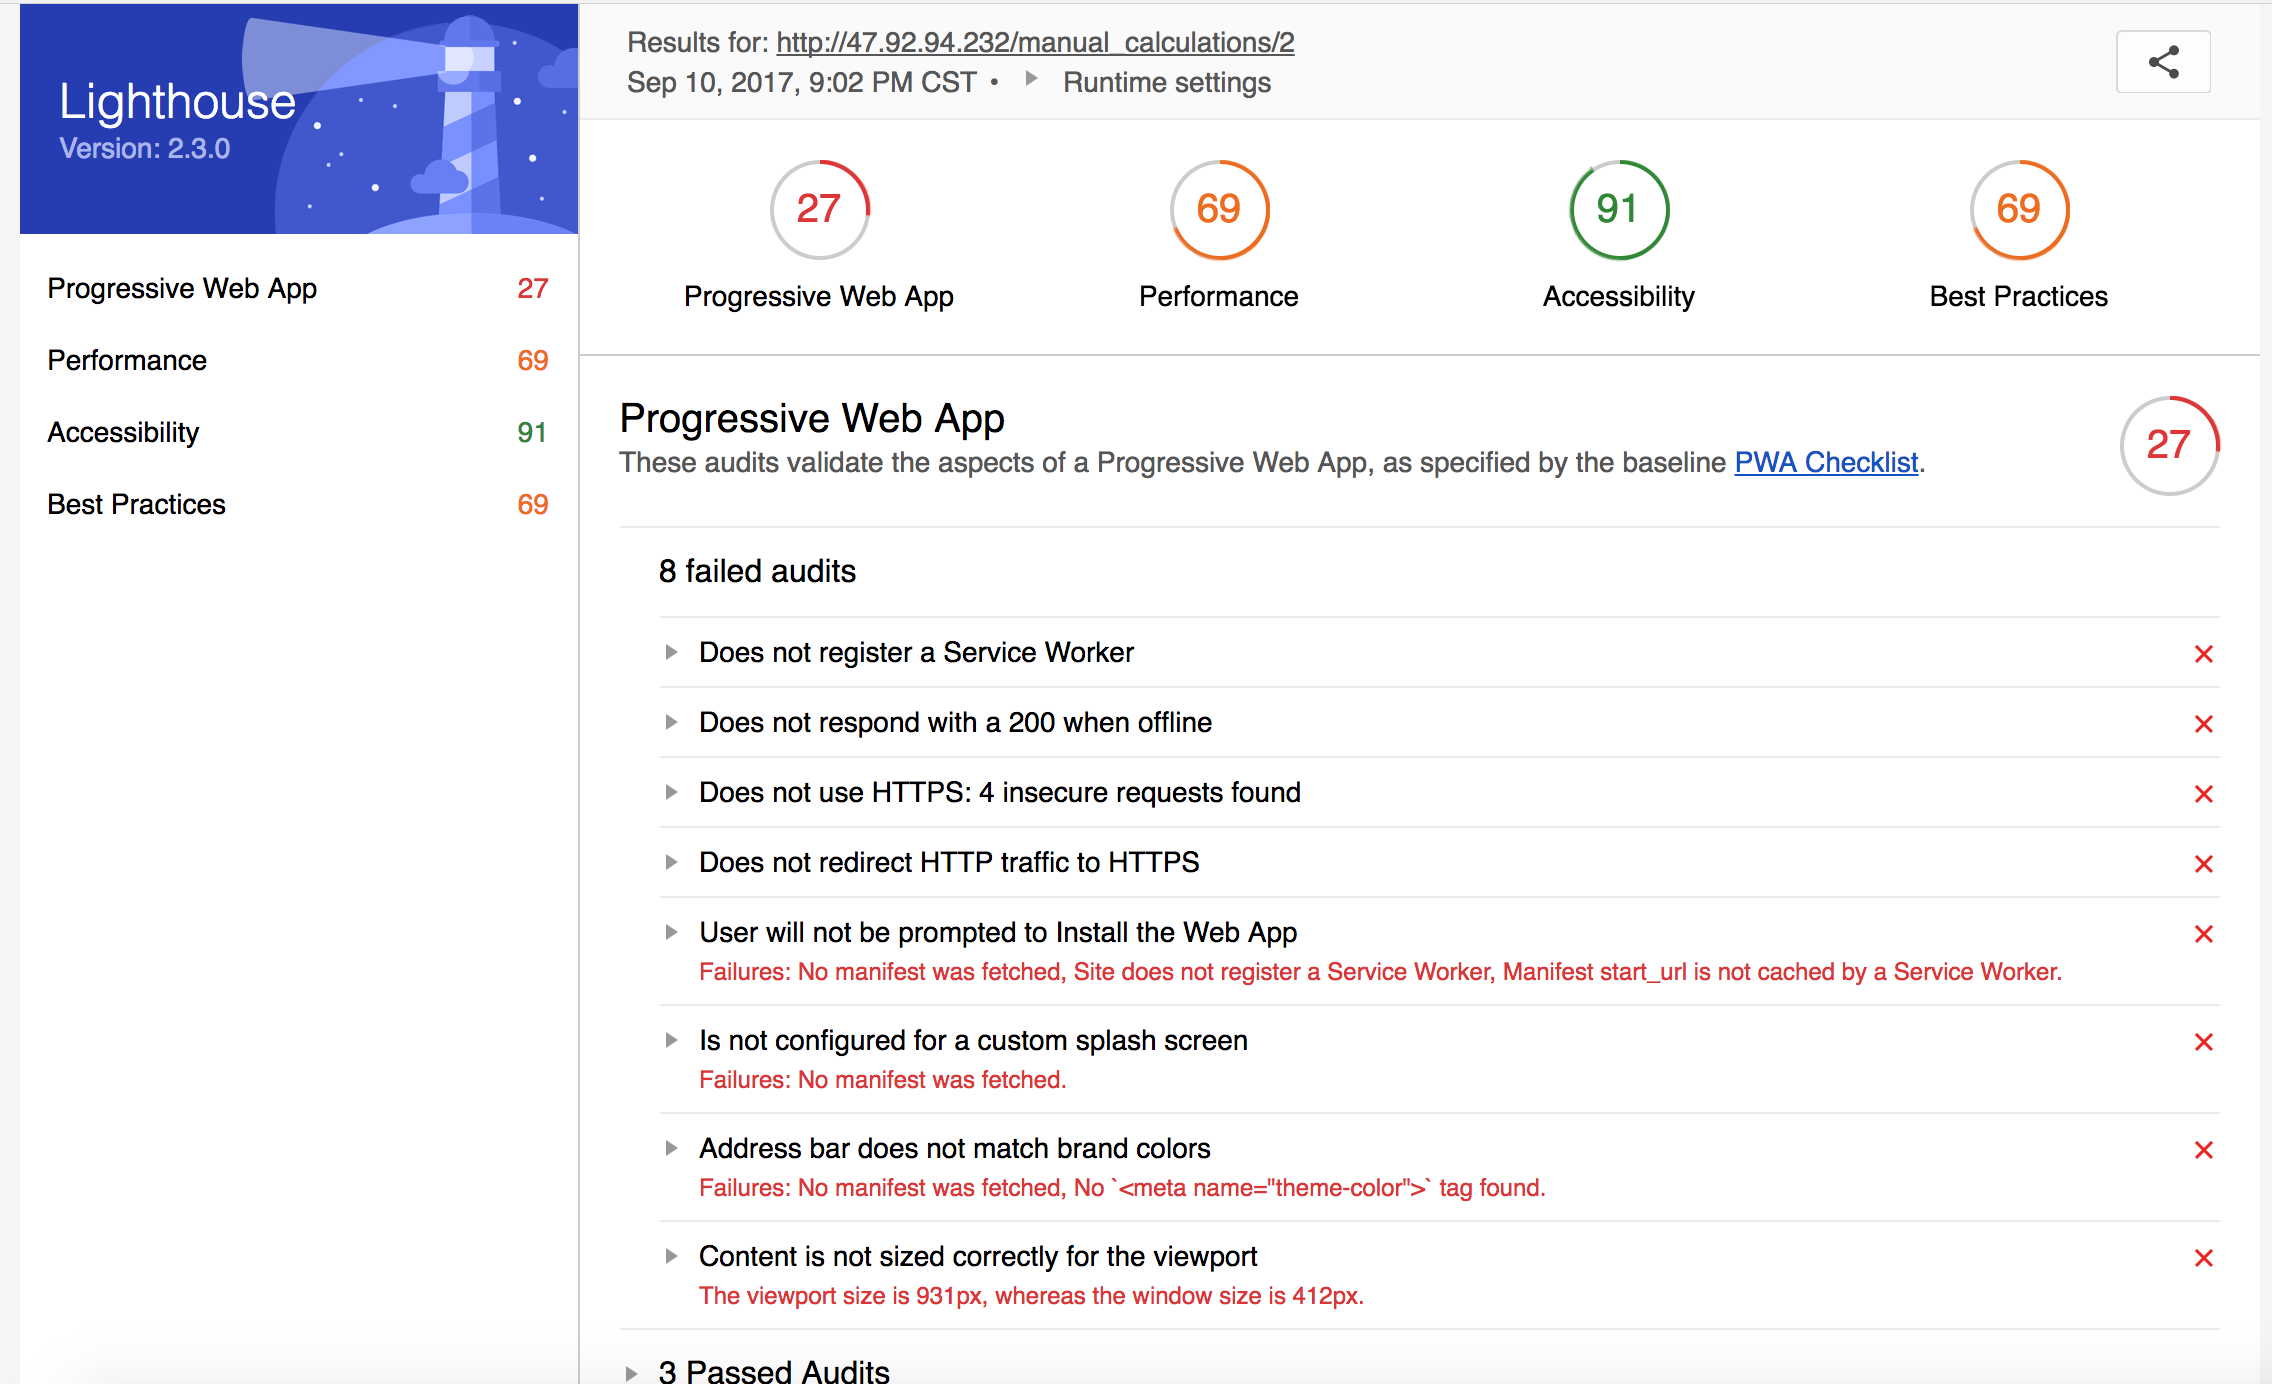 Lighthouse
Version: 2.3.0
Progressive Web App 27
Performance 69
Accessibility 91
Best Practices 69
Results for: http://47.92.94.232/manual_calculations/2
Sep 10, 2017, 9:02 PM CST • Runtime settings
27
Progressive Web App
69
Performance
91
Accessibility
69
Best Practices
Progressive Web App
These audits validate the aspects of a Progressive Web App, as specified by the baseline PWA Checklist.
27
8 failed audits
Does not register a Service Worker
Does not respond with a 200 when offline
Does not use HTTPS: 4 insecure requests found
Does not redirect HTTP traffic to HTTPS
User will not be prompted to Install the Web App
Failures: No manifest was fetched, Site does not register a Service Worker, Manifest start_url is not cached by a Service Worker.
Is not configured for a custom splash screen
Failures: No manifest was fetched.
Address bar does not match brand colors
Failures: No manifest was fetched, No `<meta name="theme-color">` tag found.
Content is not sized correctly for the viewport
The viewport size is 931px, whereas the window size is 412px.
3 Passed Audits